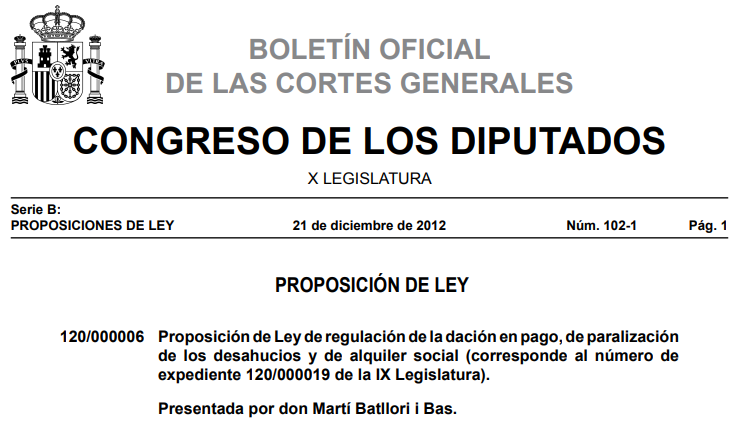 PLVS VLTRA
BOLETÍN OFICIAL
DE LAS CORTES GENERALES
CONGRESO DE LOS DIPUTADOS
X LEGISLATURA
Serie B:
PROPOSICIONES DE LEY 21 de diciembre de 2012 Núm. 102-1 Pág. 1
PROPOSICIÓN DE LEY
120/000006 Proposición de Ley de regulación de la dación en pago, de paralización
de los desahucios y de alquiler social (corresponde al número de
expediente 120/000019 de la IX Legislatura).
Presentada por don Martí Batllori i Bas.